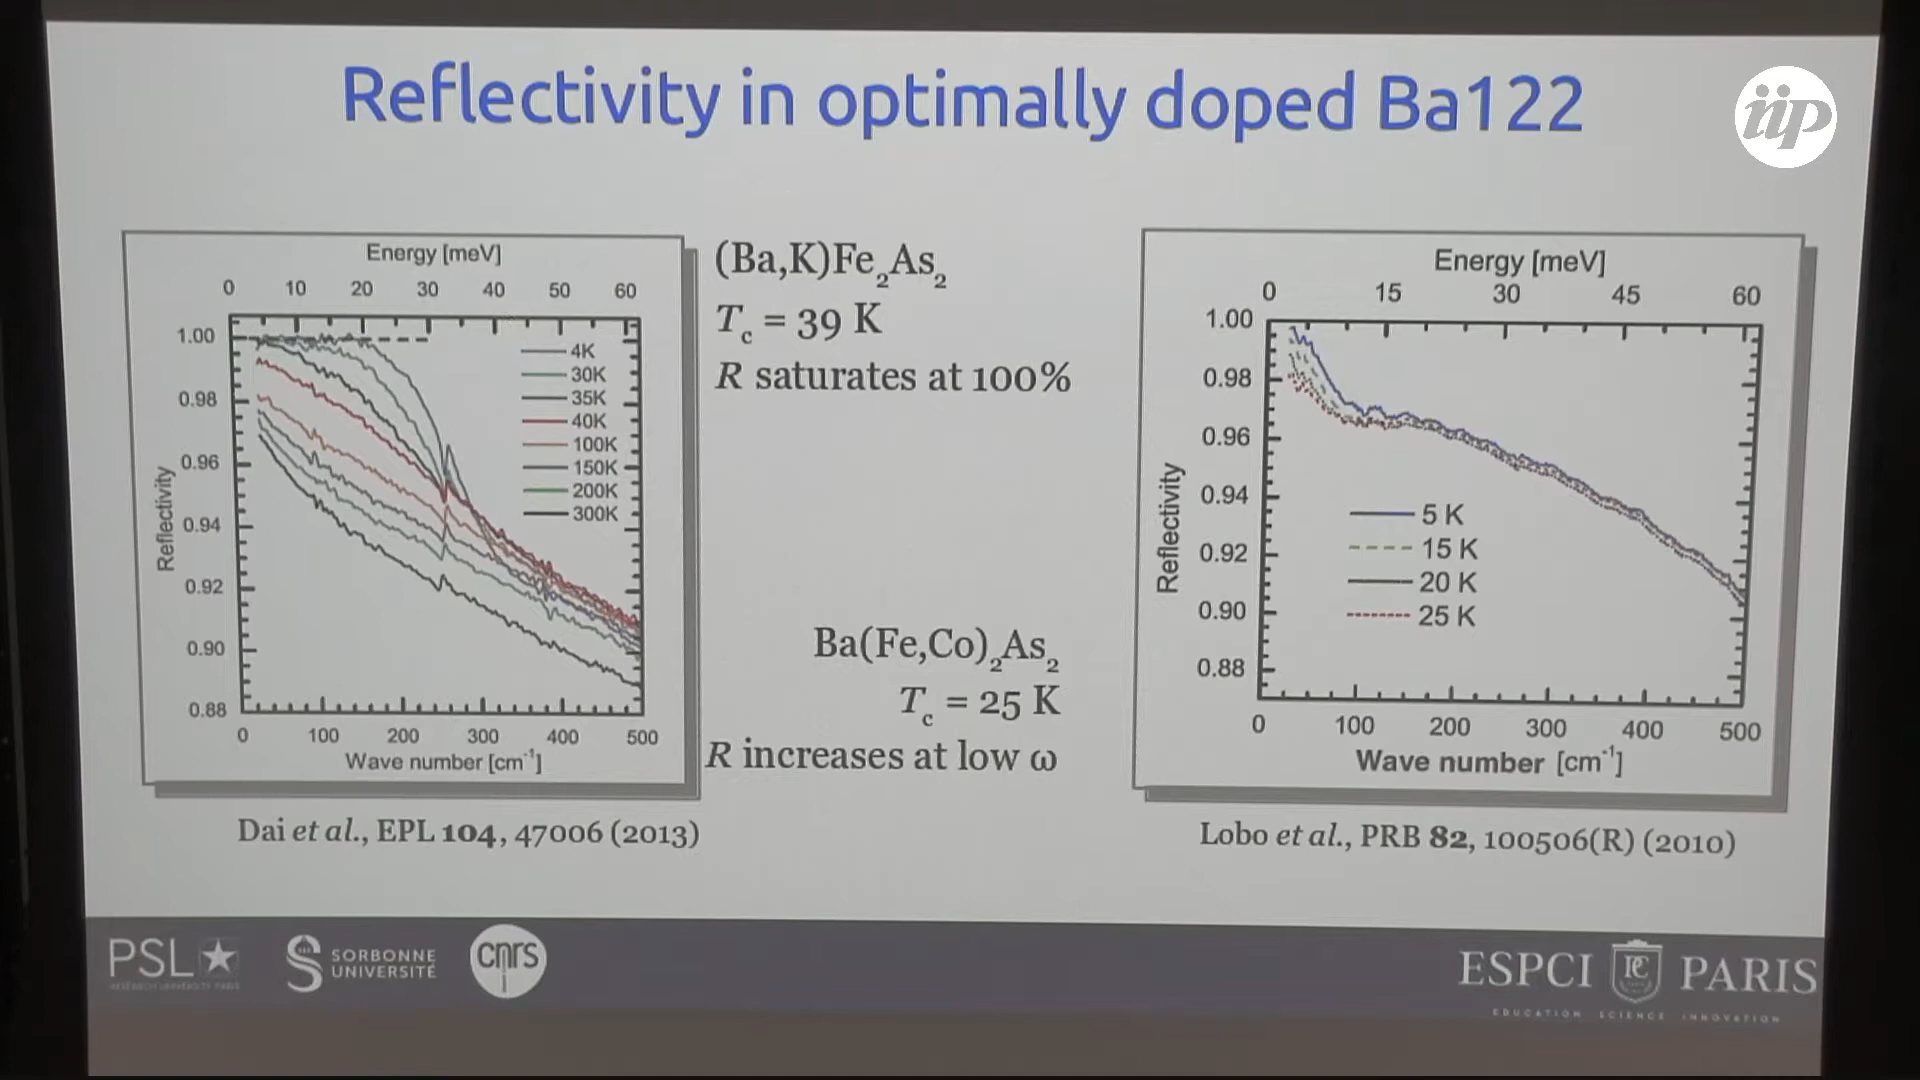 Reflectivity in optimally doped Ba122
iip
Energy [meV]
0 10 20 30 40 50 60
1.00
0.98
0.96
0.94
0.92
0.90
0.88
Reflectivity
4K
30K
35K
40K
100K
150K
200K
300K
0 100 200 300 400 500
Wave number [cm⁻¹]
Dai et al., EPL 104, 47006 (2013)
(Ba,K)Fe₂As₂
T_c = 39 K
R saturates at 100%
Ba(Fe,Co)₂As₂
T_c = 25 K
R increases at low ω
Energy [meV]
0 15 30 45 60
1.00
0.98
0.96
0.94
0.92
0.90
0.88
Reflectivity
5 K
15 K
20 K
25 K
0 100 200 300 400 500
Wave number [cm⁻¹]
Lobo et al., PRB 82, 100506(R) (2010)
PSL
SORBONNE
UNIVERSITÉ
cnrs
ESPCI PC PARIS
EDUCATION SCIENCE INNOVATION